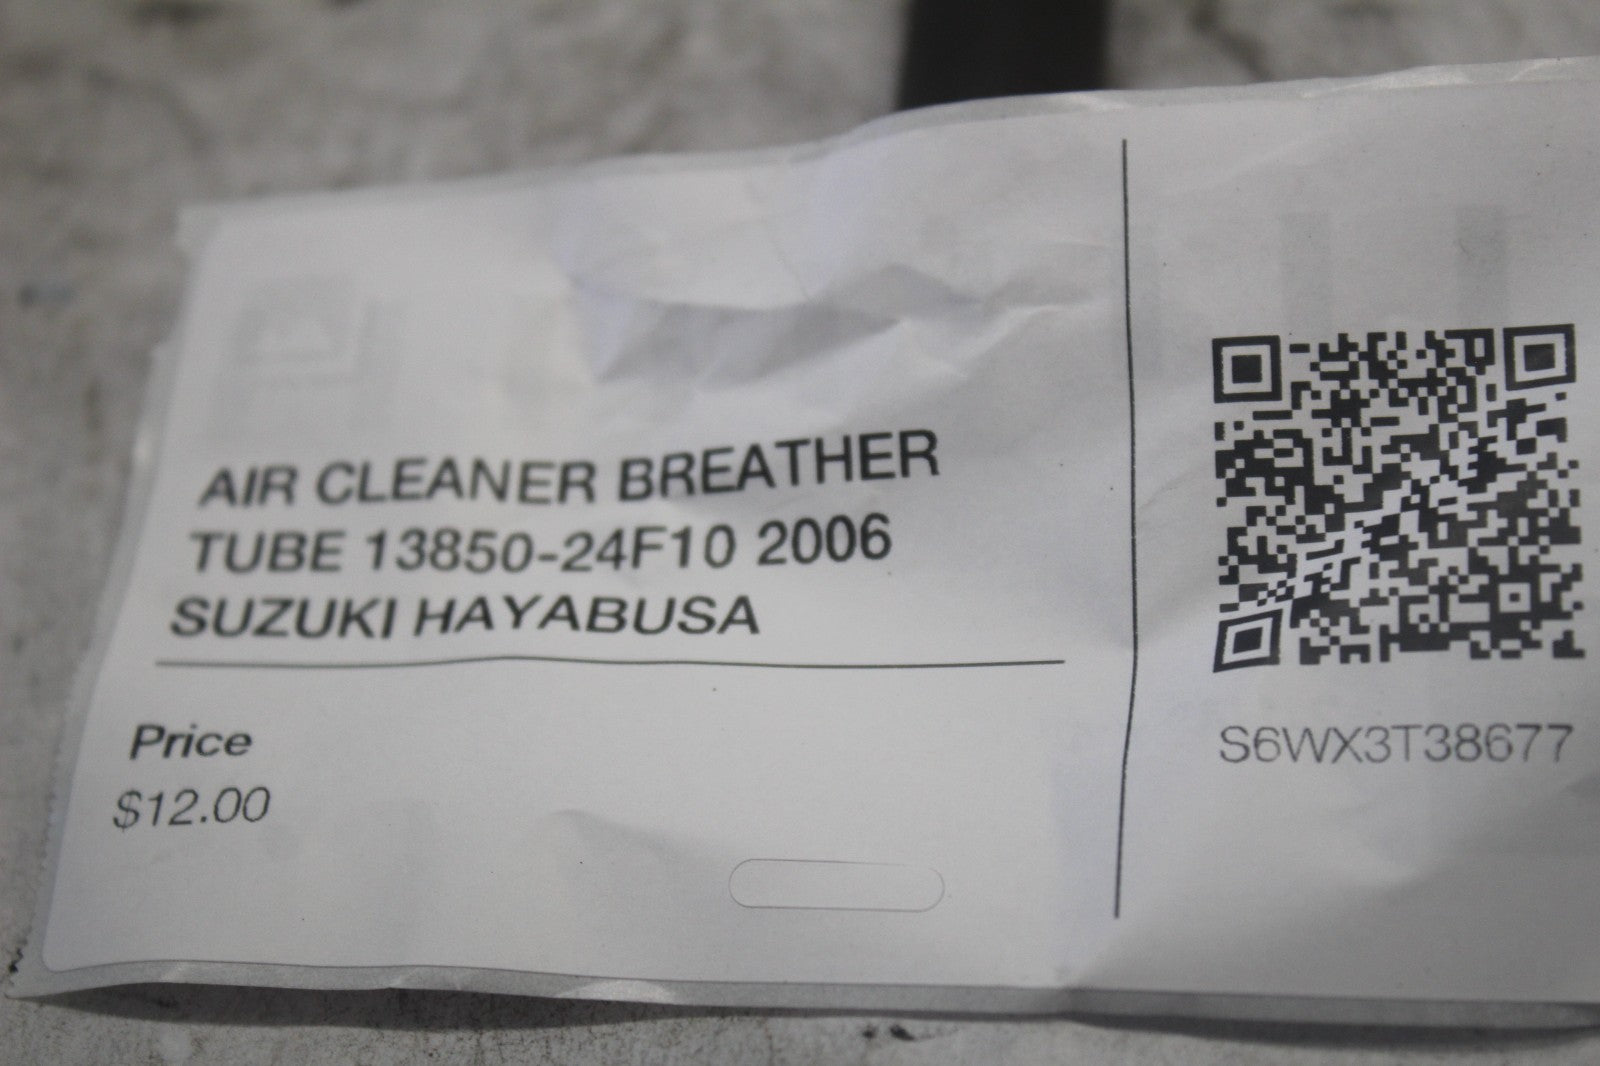 AIR CLEANER BREATHER
TUBE 13850-24F10 2006
SUZUKI HAYABUSA
Price
$12.00
S6WX3T38677